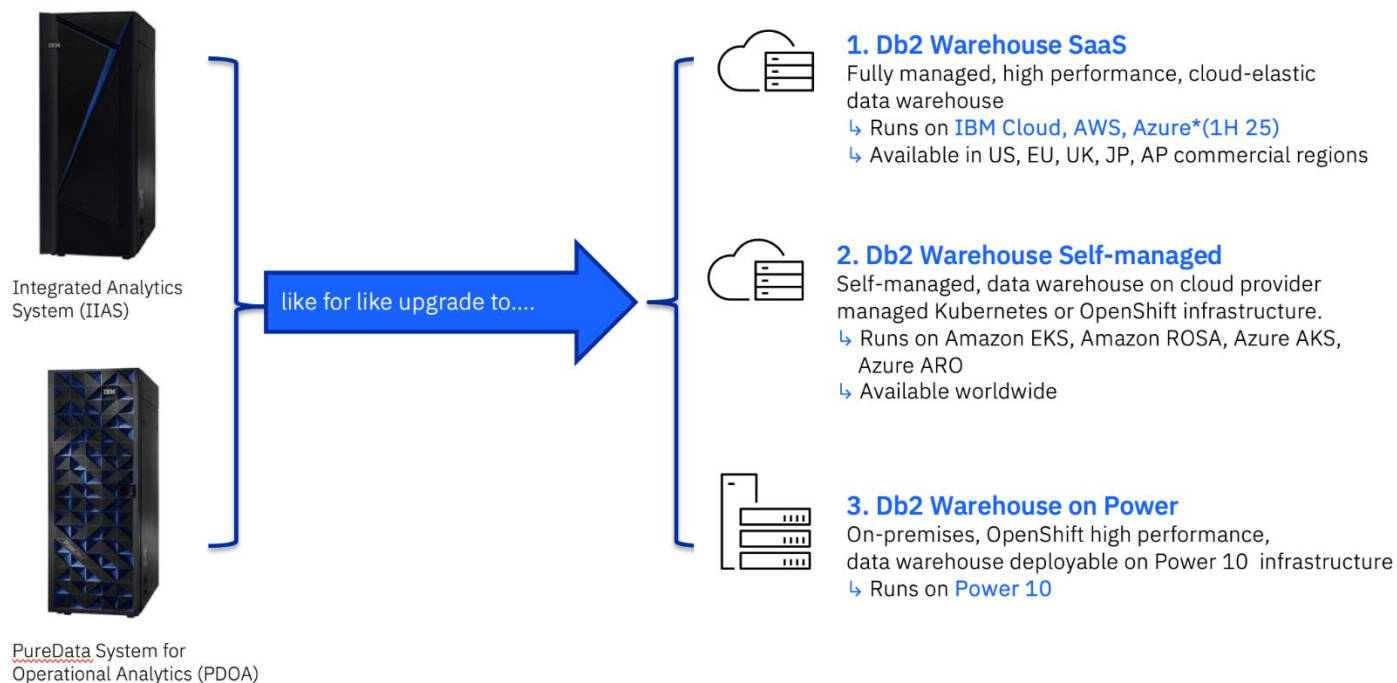 IBM
Integrated Analytics
System (IIAS)
IBM
PureData System for
Operational Analytics (PDOA)
like for like upgrade to....
1. Db2 Warehouse SaaS
Fully managed, high performance, cloud-elastic
data warehouse
↳ Runs on IBM Cloud, AWS, Azure*(1H 25)
↳ Available in US, EU, UK, JP, AP commercial regions
2. Db2 Warehouse Self-managed
Self-managed, data warehouse on cloud provider
managed Kubernetes or OpenShift infrastructure.
↳ Runs on Amazon EKS, Amazon ROSA, Azure AKS,
Azure ARO
↳ Available worldwide
3. Db2 Warehouse on Power
On-premises, OpenShift high performance,
data warehouse deployable on Power 10 infrastructure
↳ Runs on Power 10